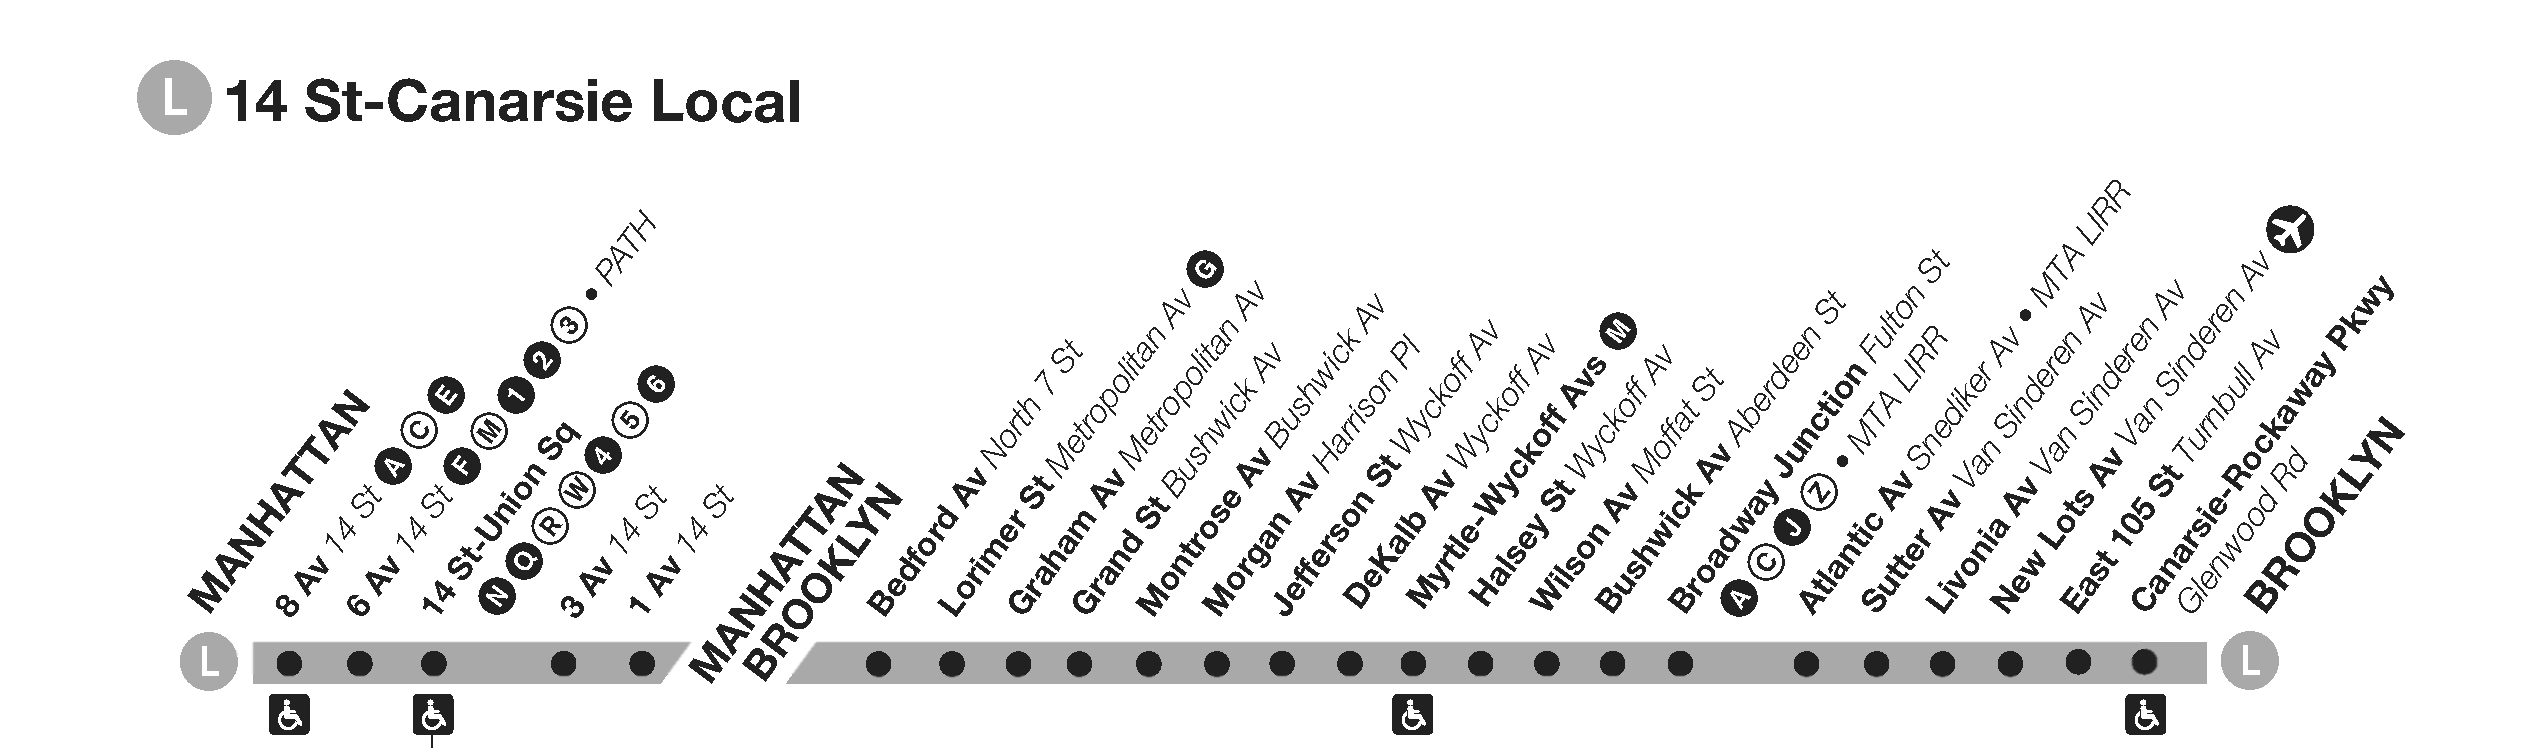 L 14 St-Canarsie Local
MANHATTAN
8 Av 14 St A C E
6 Av 14 St F M 1 2 3 • PATH
14 St-Union Sq
N Q R W 4 5 6
3 Av 14 St
1 Av 14 St
MANHATTAN
BROOKLYN
Bedford Av North 7 St
Lorimer St Metropolitan Av G
Graham Av Metropolitan Av
Grand St Bushwick Av
Montrose Av Bushwick Av
Morgan Av Harrison Pl
Jefferson St Wyckoff Av
DeKalb Av Wyckoff Av
Myrtle-Wyckoff Avs M
Halsey St Wyckoff Av
Wilson Av Moffat St
Bushwick Av Aberdeen St
Broadway Junction Fulton St
A C J Z • MTA LIRR
Atlantic Av Snediker Av • MTA LIRR
Sutter Av Van Sinderen Av
Livonia Av Van Sinderen Av
New Lots Av Van Sinderen Av
East 105 St Turnbull Av
Canarsie-Rockaway Pkwy
Glenwood Rd
BROOKLYN
L
L